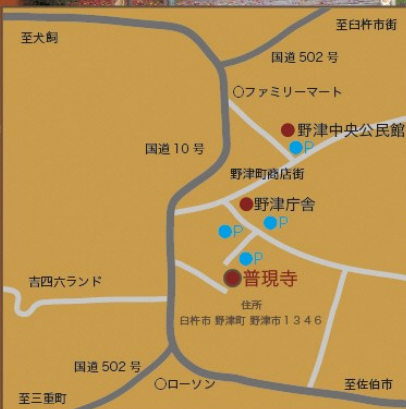 至臼杵市街
至犬飼
国道502号
○ファミリーマート
野津中央公民館
P
国道10号
野津町商店街
野津庁舎
P
P
P
普現寺
吉四六ランド
住所
臼杵市 野津町 野津市1346
国道502号
○ローソン
至三重町
至佐伯市